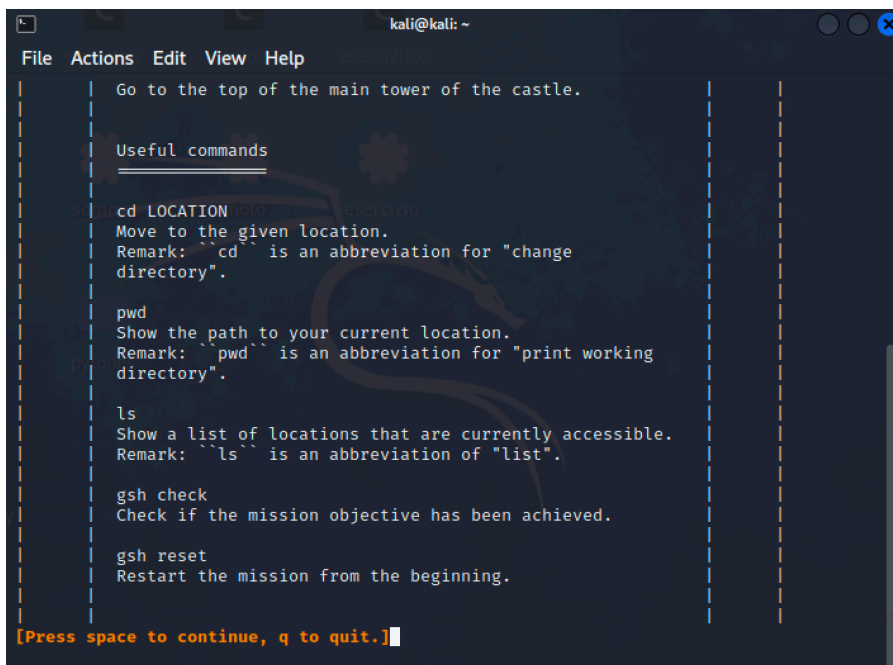 kali@kali: ~
File Actions Edit View Help
Go to the top of the main tower of the castle.
Useful commands
===============
cd LOCATION
Move to the given location.
Remark: ``cd`` is an abbreviation for "change
directory".
pwd
Show the path to your current location.
Remark: ``pwd`` is an abbreviation for "print working
directory".
ls
Show a list of locations that are currently accessible.
Remark: ``ls`` is an abbreviation of "list".
gsh check
Check if the mission objective has been achieved.
gsh reset
Restart the mission from the beginning.
[Press space to continue, q to quit.]